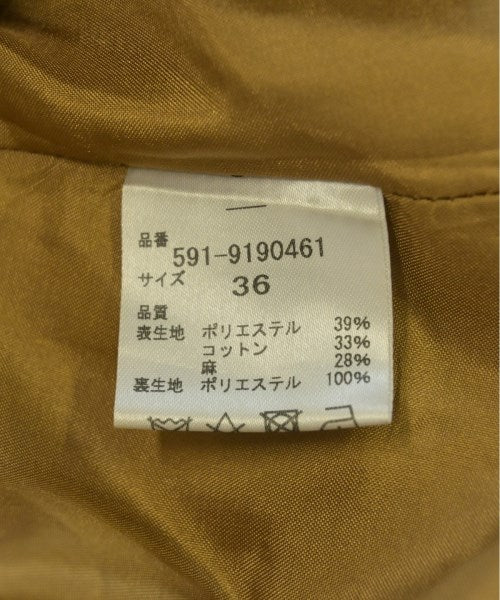 品番
591-9190461
サイズ 36
品質
表生地 ポリエステル 39%
コットン 33%
麻 28%
裏生地 ポリエステル 100%